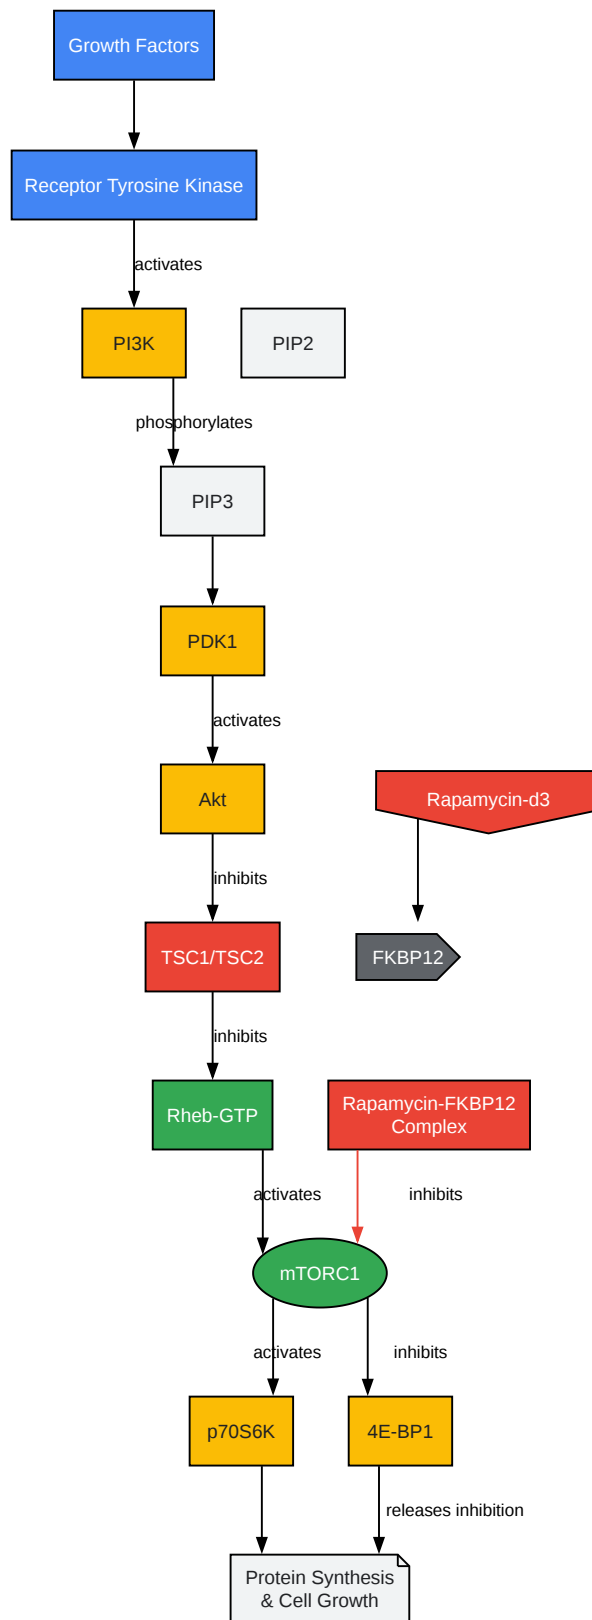 Growth Factors
Receptor Tyrosine Kinase
activates
PI3K
PIP2
phosphorylates
PIP3
PDK1
activates
Akt
Rapamycin-d3
inhibits
TSC1/TSC2
FKBP12
inhibits
Rheb-GTP
Rapamycin-FKBP12
Complex
activates
inhibits
mTORC1
activates
inhibits
p70S6K
4E-BP1
releases inhibition
Protein Synthesis
& Cell Growth